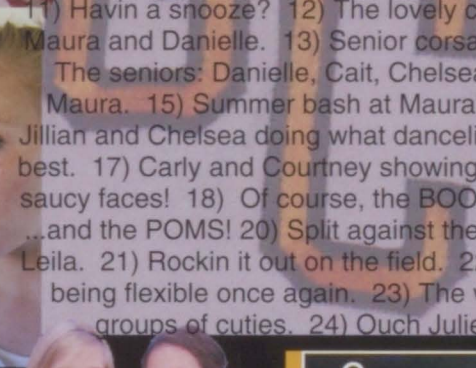 11) Havin a snooze? 12) The lovely
Maura and Danielle. 13) Senior
The seniors: Danielle, Cait, Chelsea
Maura. 15) Summer bash at Maura
Jillian and Chelsea doing what
best. 17) Carly and Courtney showing
saucy faces! 18) Of course, the
...and the POMS! 20) Split against the
Leila. 21) Rockin it out on the field.
being flexible once again. 23) The
groups of cuties. 24) Ouch Julie